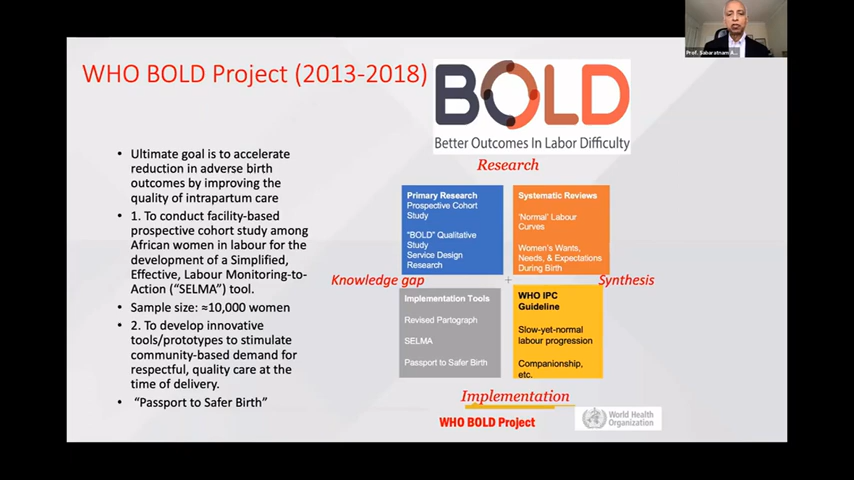 Prof. Sabaratnam A...
WHO BOLD Project (2013-2018)
BOLD
Better Outcomes In Labor Difficulty
Research
• Ultimate goal is to accelerate
reduction in adverse birth
outcomes by improving the
quality of intrapartum care
• 1. To conduct facility-based
prospective cohort study among
African women in labour for the
development of a Simplified,
Effective, Labour Monitoring-to-
Action (“SELMA”) tool.
• Sample size: ≈10,000 women
• 2. To develop innovative
tools/prototypes to stimulate
community-based demand for
respectful, quality care at the
time of delivery.
• “Passport to Safer Birth”
Primary Research
Prospective Cohort
Study
“BOLD” Qualitative
Study
Service Design
Research
Systematic Reviews
‘Normal’ Labour
Curves
Women’s Wants,
Needs, & Expectations
During Birth
Knowledge gap
Synthesis
Implementation Tools
Revised Partograph
SELMA
Passport to Safer Birth
WHO IPC
Guideline
Slow-yet-normal
labour progression
Companionship,
etc.
Implementation
WHO BOLD Project
World Health
Organization